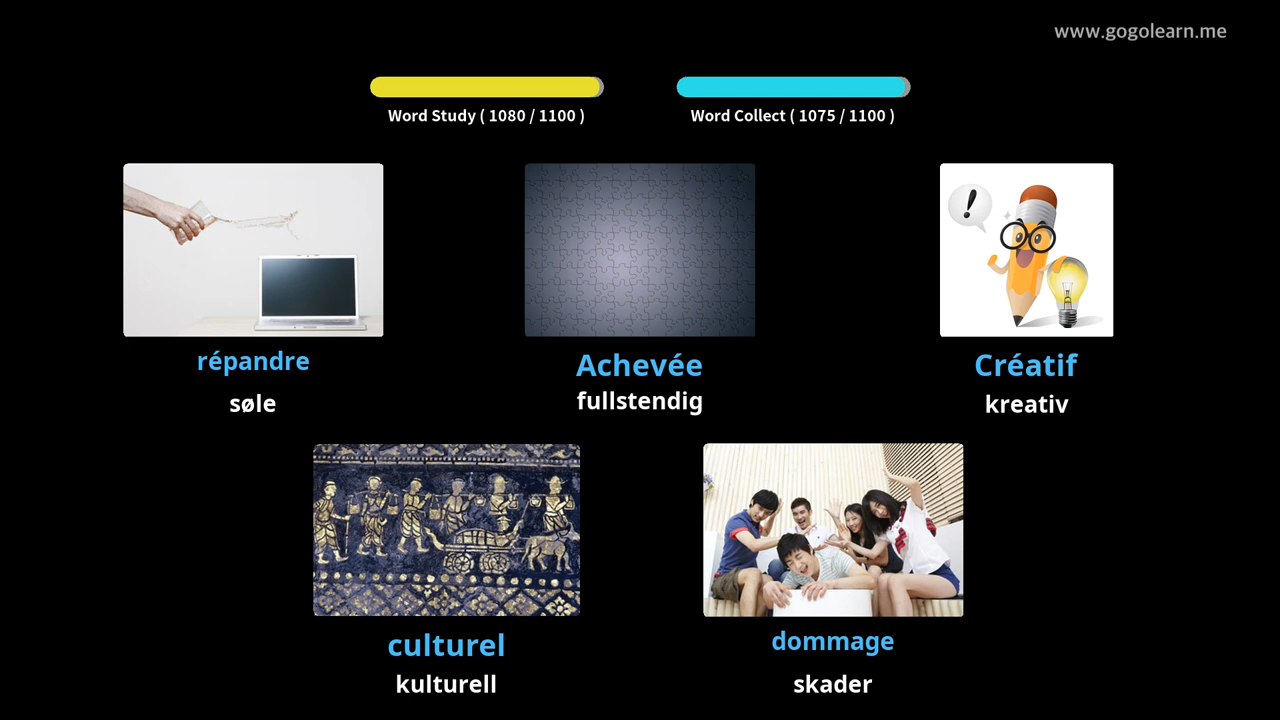 www.gogolearn.me
Word Study ( 1080 / 1100 )
Word Collect ( 1075 / 1100 )
répandre
søle
Achevée
fullstendig
Créatif
kreativ
culturel
kulturell
dommage
skader